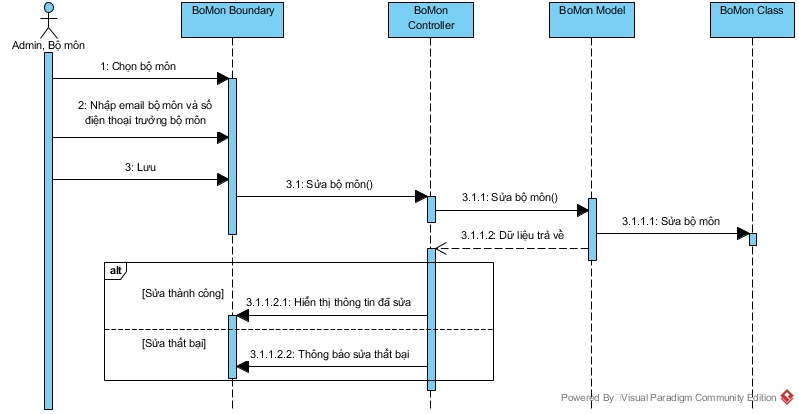 BoMon Boundary
BoMon
Controller
BoMon Model
BoMon Class
Admin, Bộ môn
1: Chọn bộ môn
2: Nhập email bộ môn và số
điện thoại trưởng bộ môn
3: Lưu
3.1: Sửa bộ môn()
3.1.1: Sửa bộ môn()
3.1.1.1: Sửa bộ môn
3.1.1.2: Dữ liệu trả về
alt
[Sửa thành công]
3.1.1.2.1: Hiển thị thông tin đã sửa
[Sửa thất bại]
3.1.1.2.2: Thông báo sửa thất bại
Powered By Visual Paradigm Community Edition